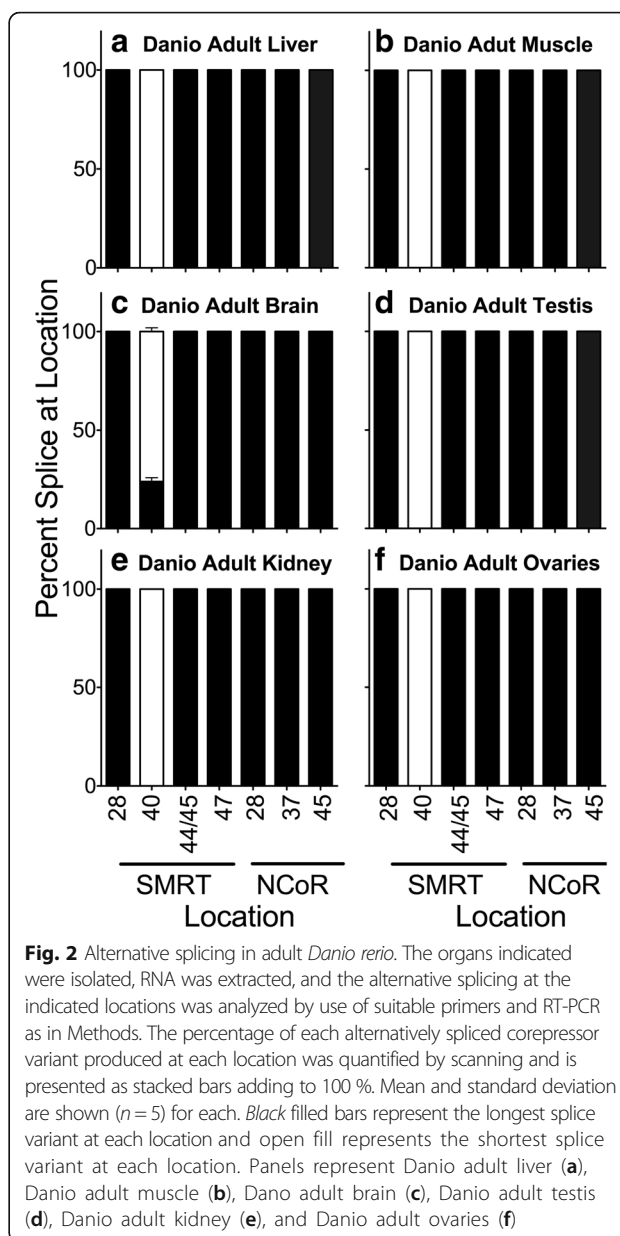 a Danio Adult Liver
b Danio Adut Muscle
100
50
0
c Danio Adult Brain
d Danio Adult Testis
100
50
0
e Danio Adult Kidney
f Danio Adult Ovaries
100
50
0
Percent Splice at Location
28 40 44/45 47 28 37 45
28 40 44/45 47 28 37 45
SMRT NCoR
SMRT NCoR
Location
Location
Fig. 2 Alternative splicing in adult Danio rerio. The organs indicated
were isolated, RNA was extracted, and the alternative splicing at the
indicated locations was analyzed by use of suitable primers and RT-PCR
as in Methods. The percentage of each alternatively spliced corepressor
variant produced at each location was quantified by scanning and is
presented as stacked bars adding to 100 %. Mean and standard deviation
are shown (n = 5) for each. Black filled bars represent the longest splice
variant at each location and open fill represents the shortest splice
variant at each location. Panels represent Danio adult liver (a),
Danio adult muscle (b), Dano adult brain (c), Danio adult testis
(d), Danio adult kidney (e), and Danio adult ovaries (f)